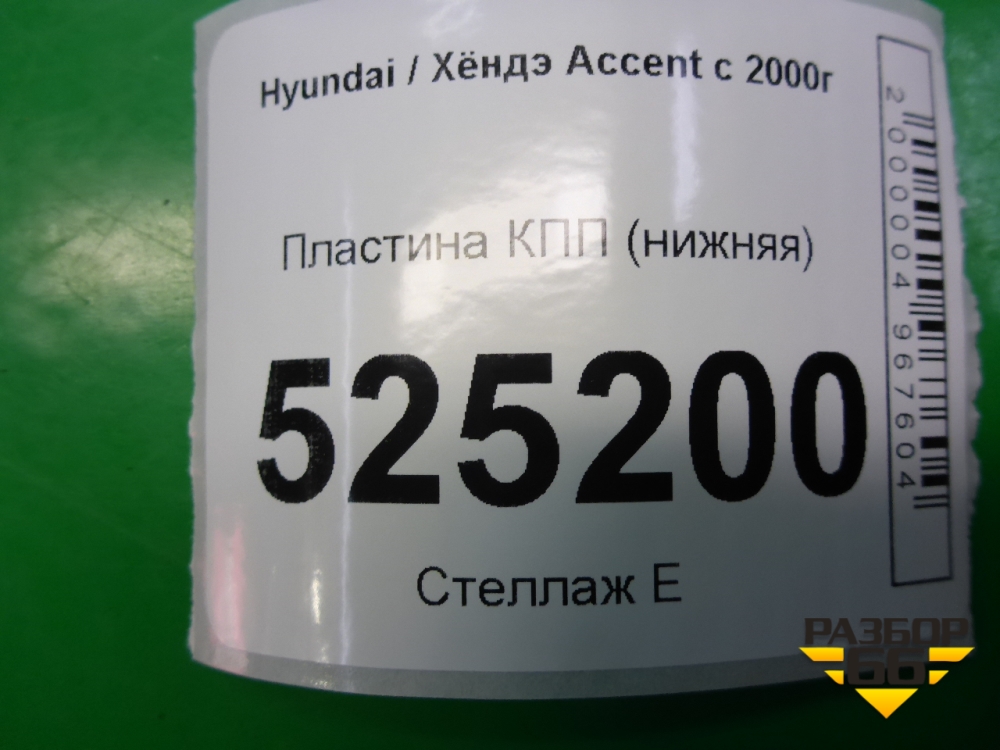 Hyundai / Хёндэ Accent с 2000г
Пластина КПП (нижняя)
525200
Стеллаж Е
2000004967604
РАЗБОР
66